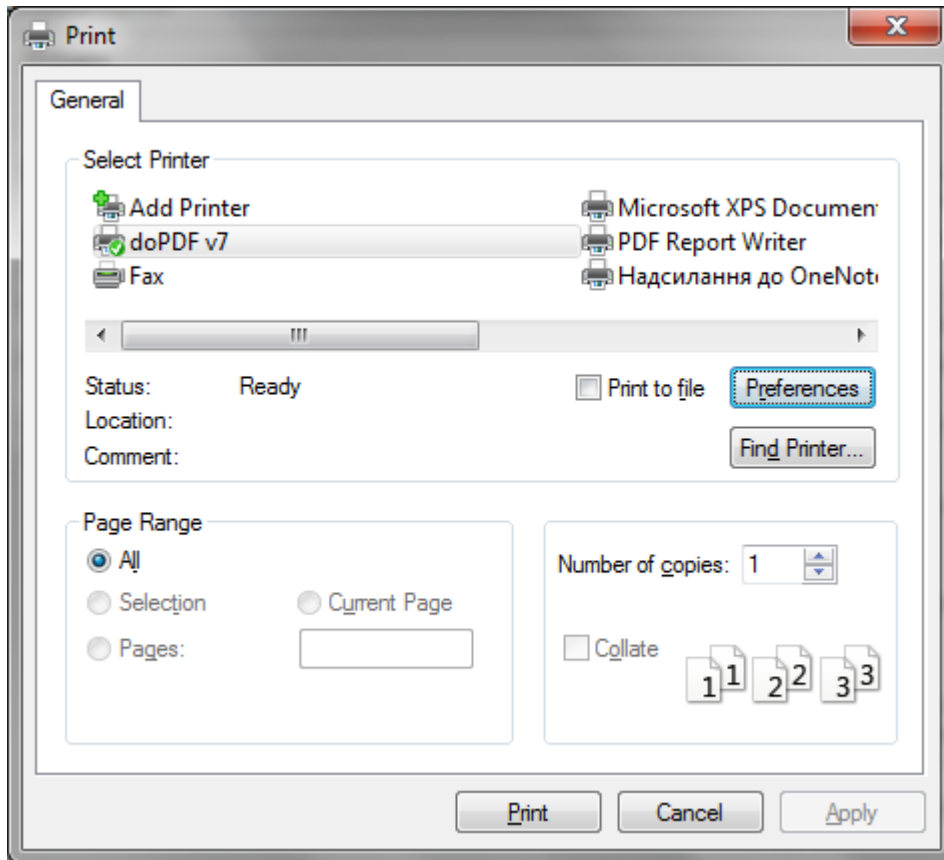 Print
General
Select Printer
Add Printer
doPDF v7
Fax
Microsoft XPS Documen
PDF Report Writer
Надсилання до OneNot
Status: Ready
Print to file
Preferences
Location:
Comment:
Find Printer...
Page Range
All
Selection
Current Page
Pages:
Number of copies: 1
Collate
1 1 2 2 3 3
Print
Cancel
Apply